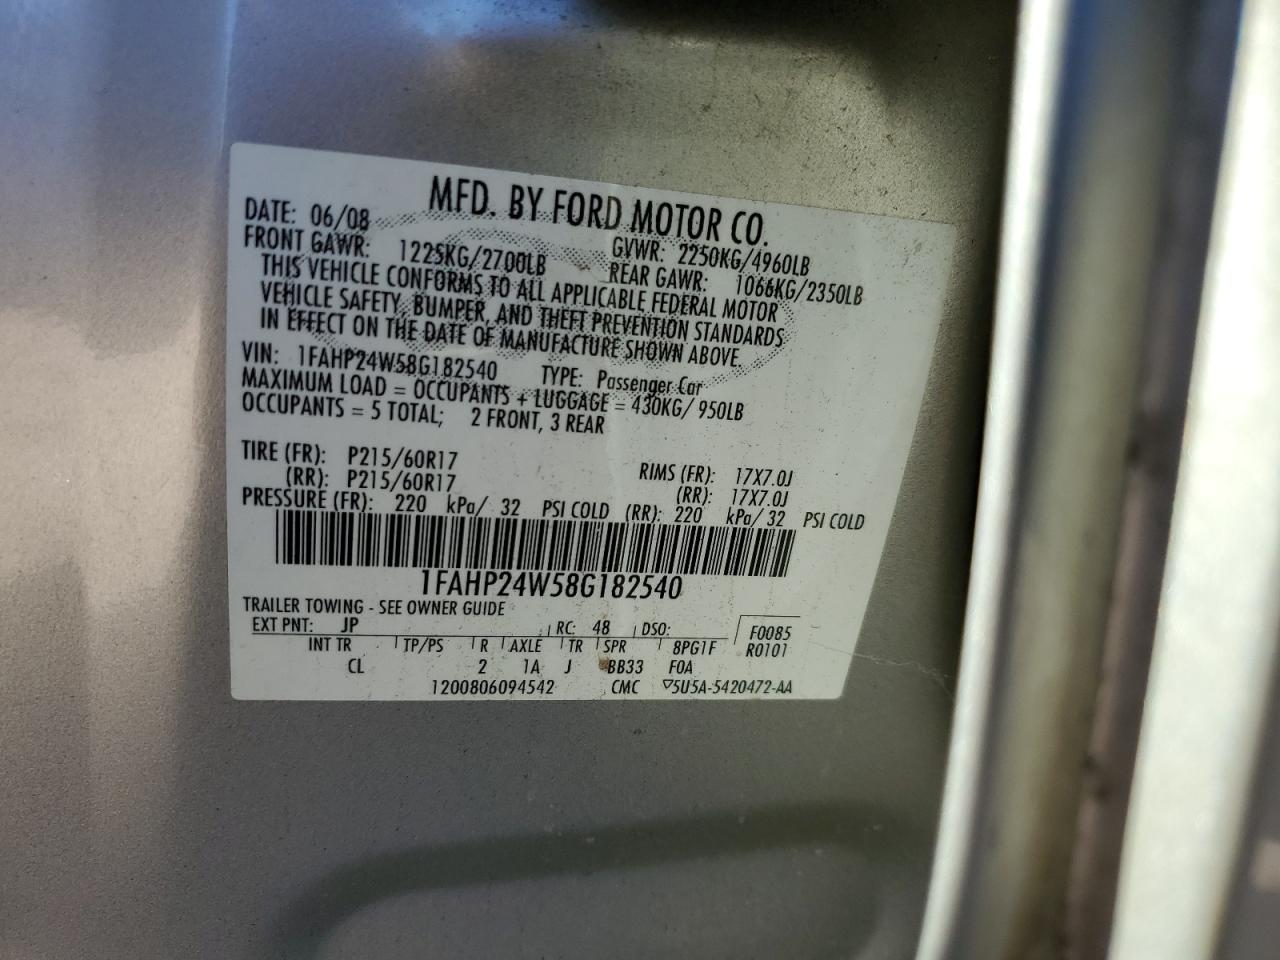 MFD. BY FORD MOTOR CO.
DATE: 06/08 GVWR: 2250KG/4960LB
FRONT GAWR: 1225KG/2700LB REAR GAWR: 1066KG/2350LB
THIS VEHICLE CONFORMS TO ALL APPLICABLE FEDERAL MOTOR
VEHICLE SAFETY, BUMPER, AND THEFT PREVENTION STANDARDS
IN EFFECT ON THE DATE OF MANUFACTURE SHOWN ABOVE.
VIN: 1FAHP24W58G182540 TYPE: Passenger Car
MAXIMUM LOAD = OCCUPANTS + LUGGAGE = 430KG/ 950LB
OCCUPANTS = 5 TOTAL; 2 FRONT, 3 REAR
TIRE (FR): P215/60R17 RIMS (FR): 17X7.0J
(RR): P215/60R17 (RR): 17X7.0J
PRESSURE (FR): 220 kPa/ 32 PSI COLD (RR): 220 kPa/ 32 PSI COLD
1FAHP24W58G182540
TRAILER TOWING - SEE OWNER GUIDE
EXT PNT: JP RC: 48 DSO: F0085
INT TR TP/PS R AXLE TR SPR 8PG1F R0101
CL 2 1A J BB33 F0A
1200806094542 CMC ▽5U5A-5420472-AA